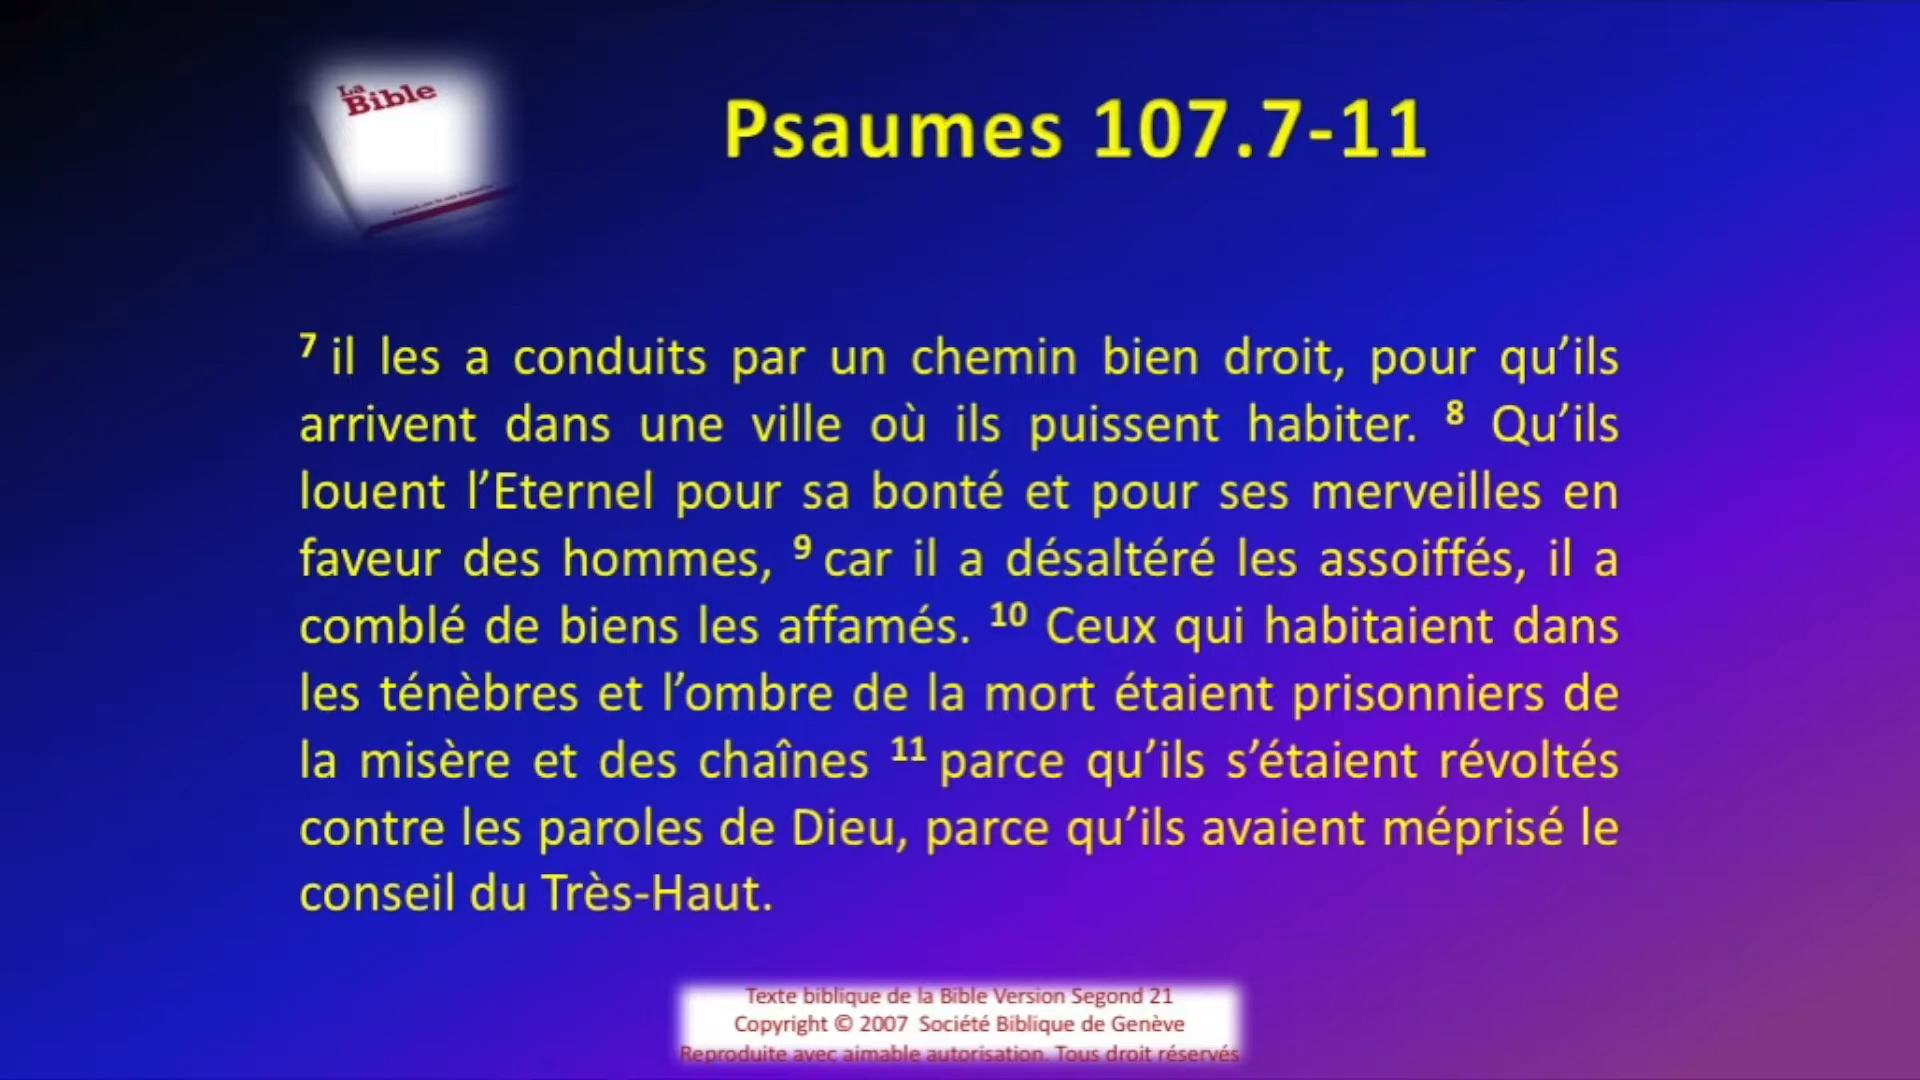 La
Bible
Psaumes 107.7-11
7 il les a conduits par un chemin bien droit, pour qu’ils
arrivent dans une ville où ils puissent habiter. 8 Qu’ils
louent l’Eternel pour sa bonté et pour ses merveilles en
faveur des hommes, 9 car il a désaltéré les assoiffés, il a
comblé de biens les affamés. 10 Ceux qui habitaient dans
les ténèbres et l’ombre de la mort étaient prisonniers de
la misère et des chaînes 11 parce qu’ils s’étaient révoltés
contre les paroles de Dieu, parce qu’ils avaient méprisé le
conseil du Très-Haut.
Texte biblique de la Bible Version Segond 21
Copyright © 2007 Société Biblique de Genève
Reproduite avec aimable autorisation. Tous droit réservés